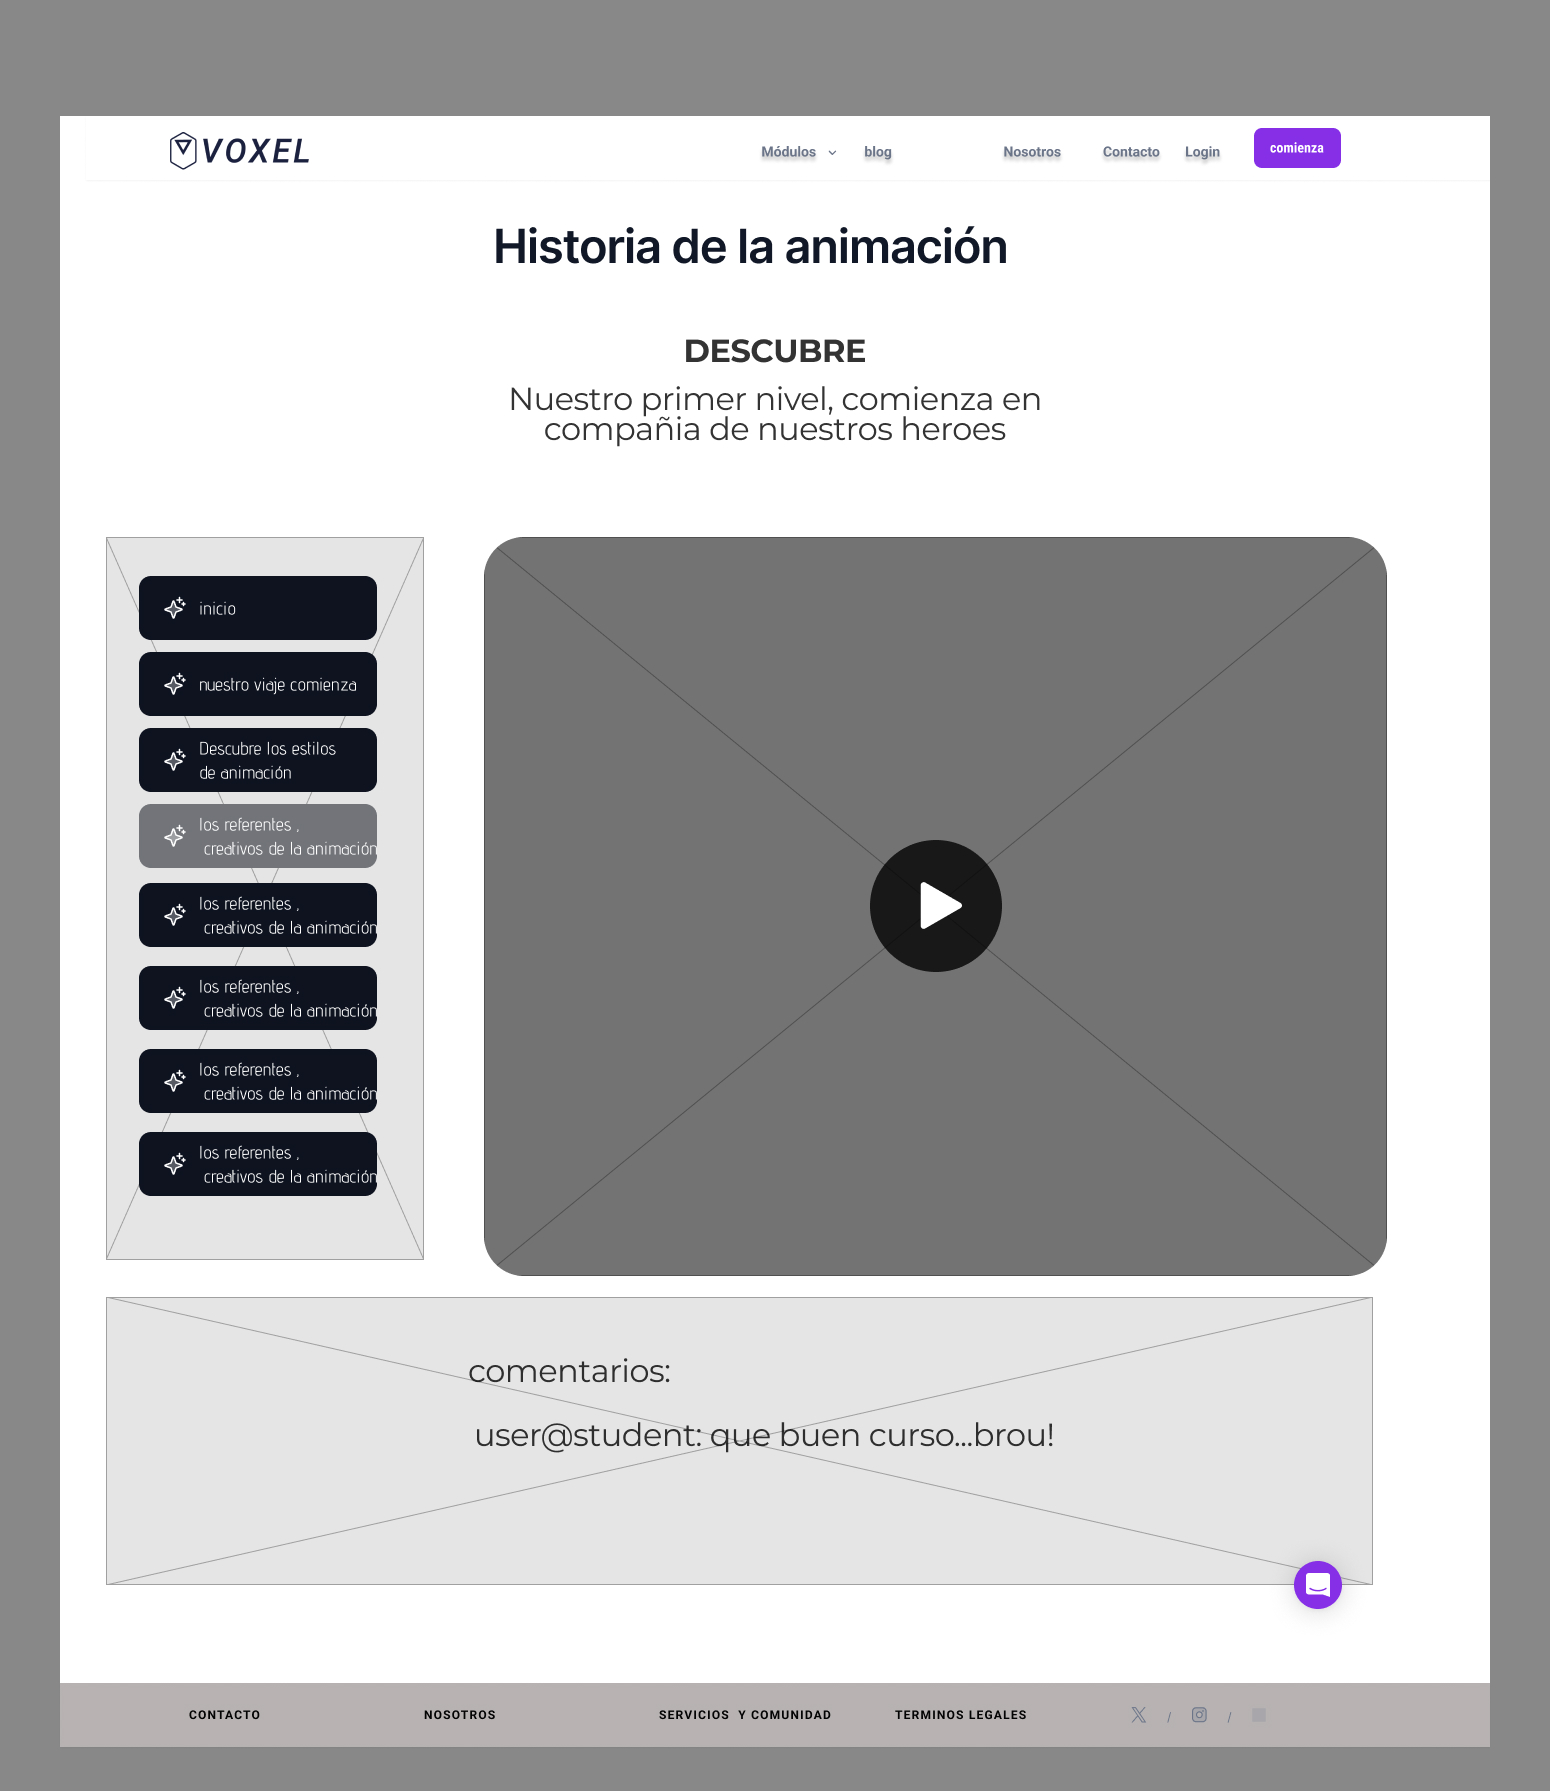 VOXEL
Módulos
blog
Nosotros
Contacto
Login
comienza
Historia de la animación
DESCUBRE
Nuestro primer nivel, comienza en
compañia de nuestros heroes
inicio
nuestro viaje comienza
Descubre los estilos
de animación
los referentes ,
creativos de la animación
los referentes ,
creativos de la animación
los referentes ,
creativos de la animación
los referentes ,
creativos de la animación
los referentes ,
creativos de la animación
comentarios:
user@student: que buen curso...brou!
CONTACTO
NOSOTROS
SERVICIOS Y COMUNIDAD
TERMINOS LEGALES
/
/